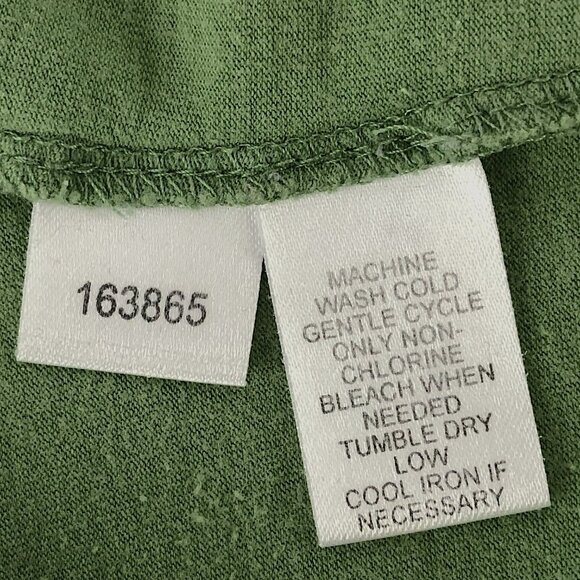 163865
MACHINE
WASH COLD
GENTLE CYCLE
ONLY NON-
CHLORINE
BLEACH WHEN
NEEDED
TUMBLE DRY
LOW
COOL IRON IF
NECESSARY